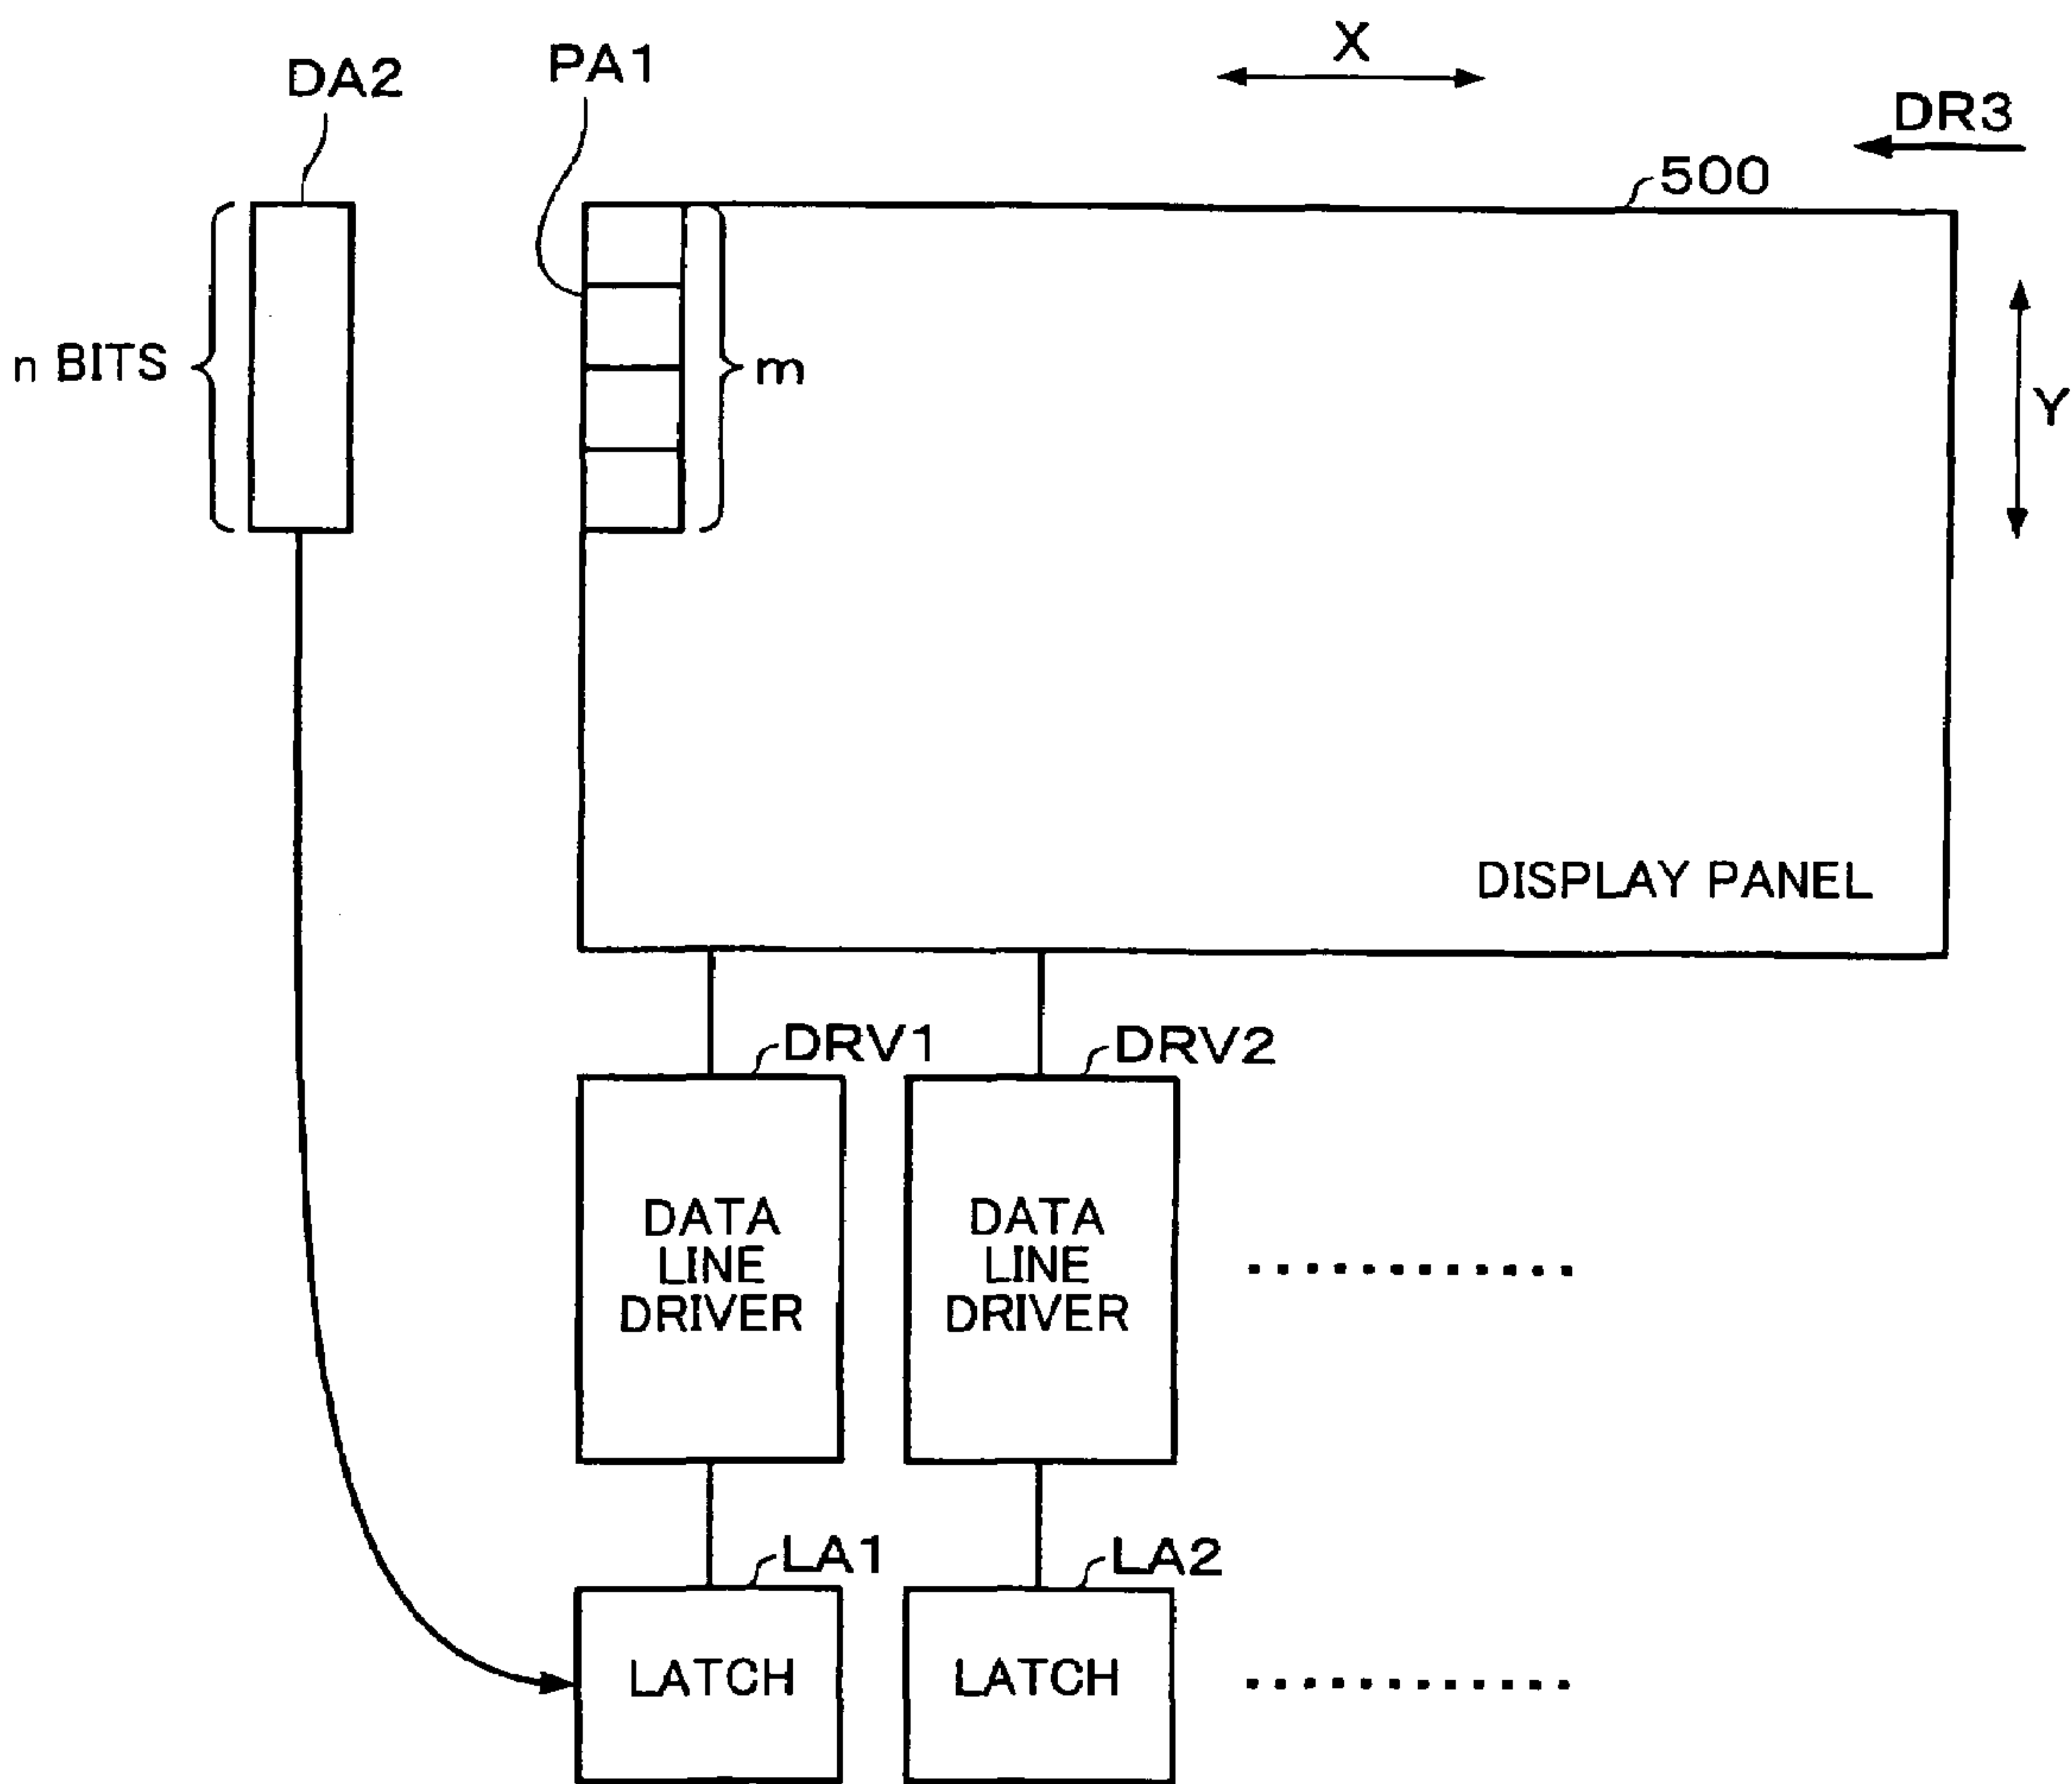 X
PA1
DA2
DR3
500
n BITS
m
Y
DISPLAY PANEL
DRV1
DRV2
DATA
LINE
DRIVER
DATA
LINE
DRIVER
LA1
LA2
LATCH
LATCH